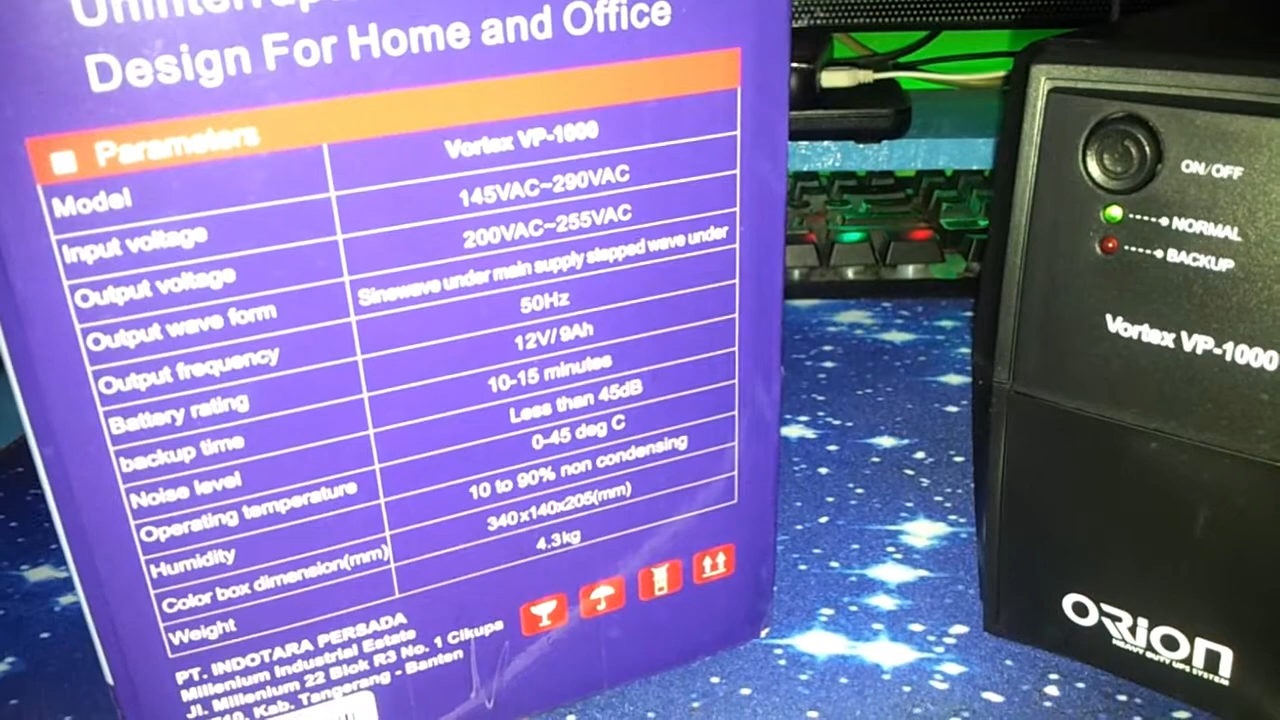 Design For Home and Office
Parameters
Model Vortex VP-1000
Input voltage 145VAC~290VAC
Output voltage 200VAC~255VAC
Output wave form Sinewave under main supply stepped wave under
Output frequency 50Hz
Battery rating 12V/ 9Ah
backup time 10-15 minutes
Noise level Less than 45dB
Operating temperature 0-45 deg C
Humidity 10 to 90% non condensing
Color box dimension(mm) 340x140x205(mm)
Weight 4.3kg
PT. INDOTARA PERSADA
Millenium Industrial Estate
Jl. Millenium 22 Blok R3 No. 1 Cikupa
Kab. Tangerang - Banten
ON/OFF
NORMAL
BACKUP
Vortex VP-1000
ORiON
HEAVY DUTY UPS SYSTEM